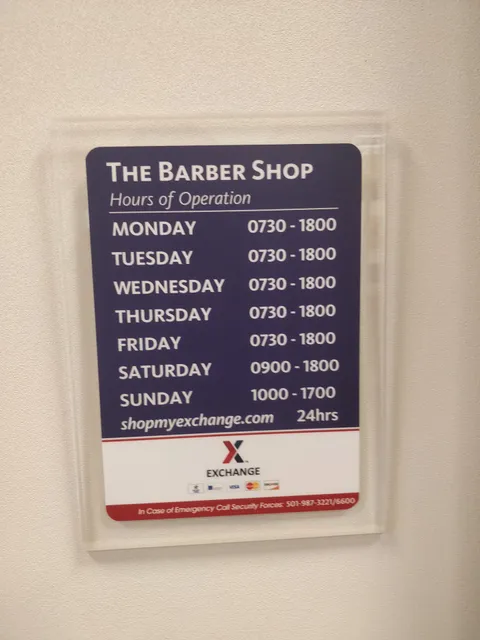 THE BARBER SHOP
Hours of Operation
MONDAY 0730 - 1800
TUESDAY 0730 - 1800
WEDNESDAY 0730 - 1800
THURSDAY 0730 - 1800
FRIDAY 0730 - 1800
SATURDAY 0900 - 1800
SUNDAY 1000 - 1700
shopmyexchange.com 24hrs
X
EXCHANGE
VISA
In Case of Emergency Call Security Forces: 501-987-3221/6600